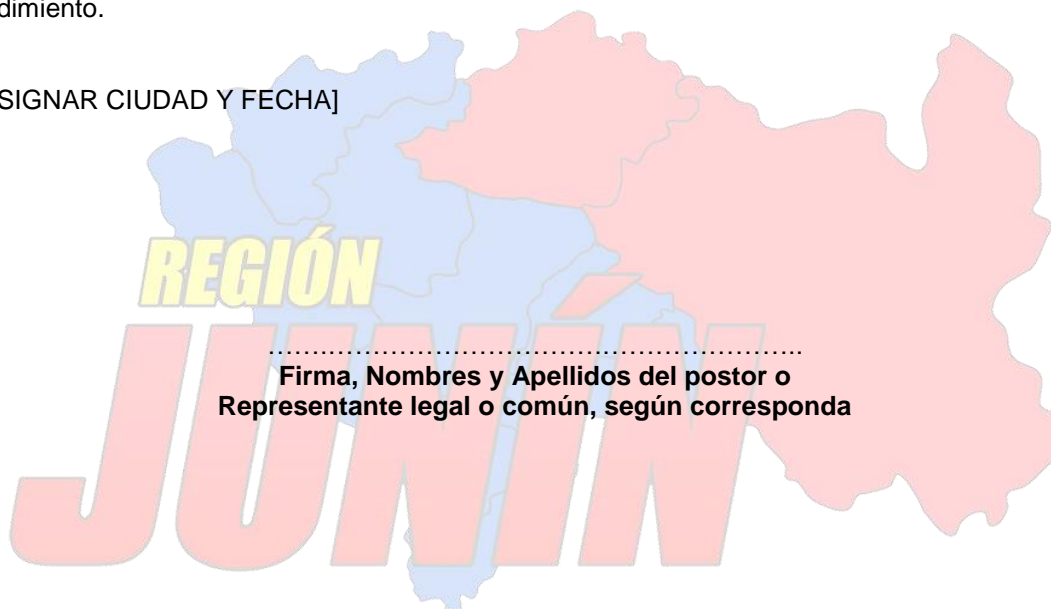 dimiento.
SIGNAR CIUDAD Y FECHA]
REGIÓN
JUNÍN
…….…………………………………………..
Firma, Nombres y Apellidos del postor o
Representante legal o común, según corresponda